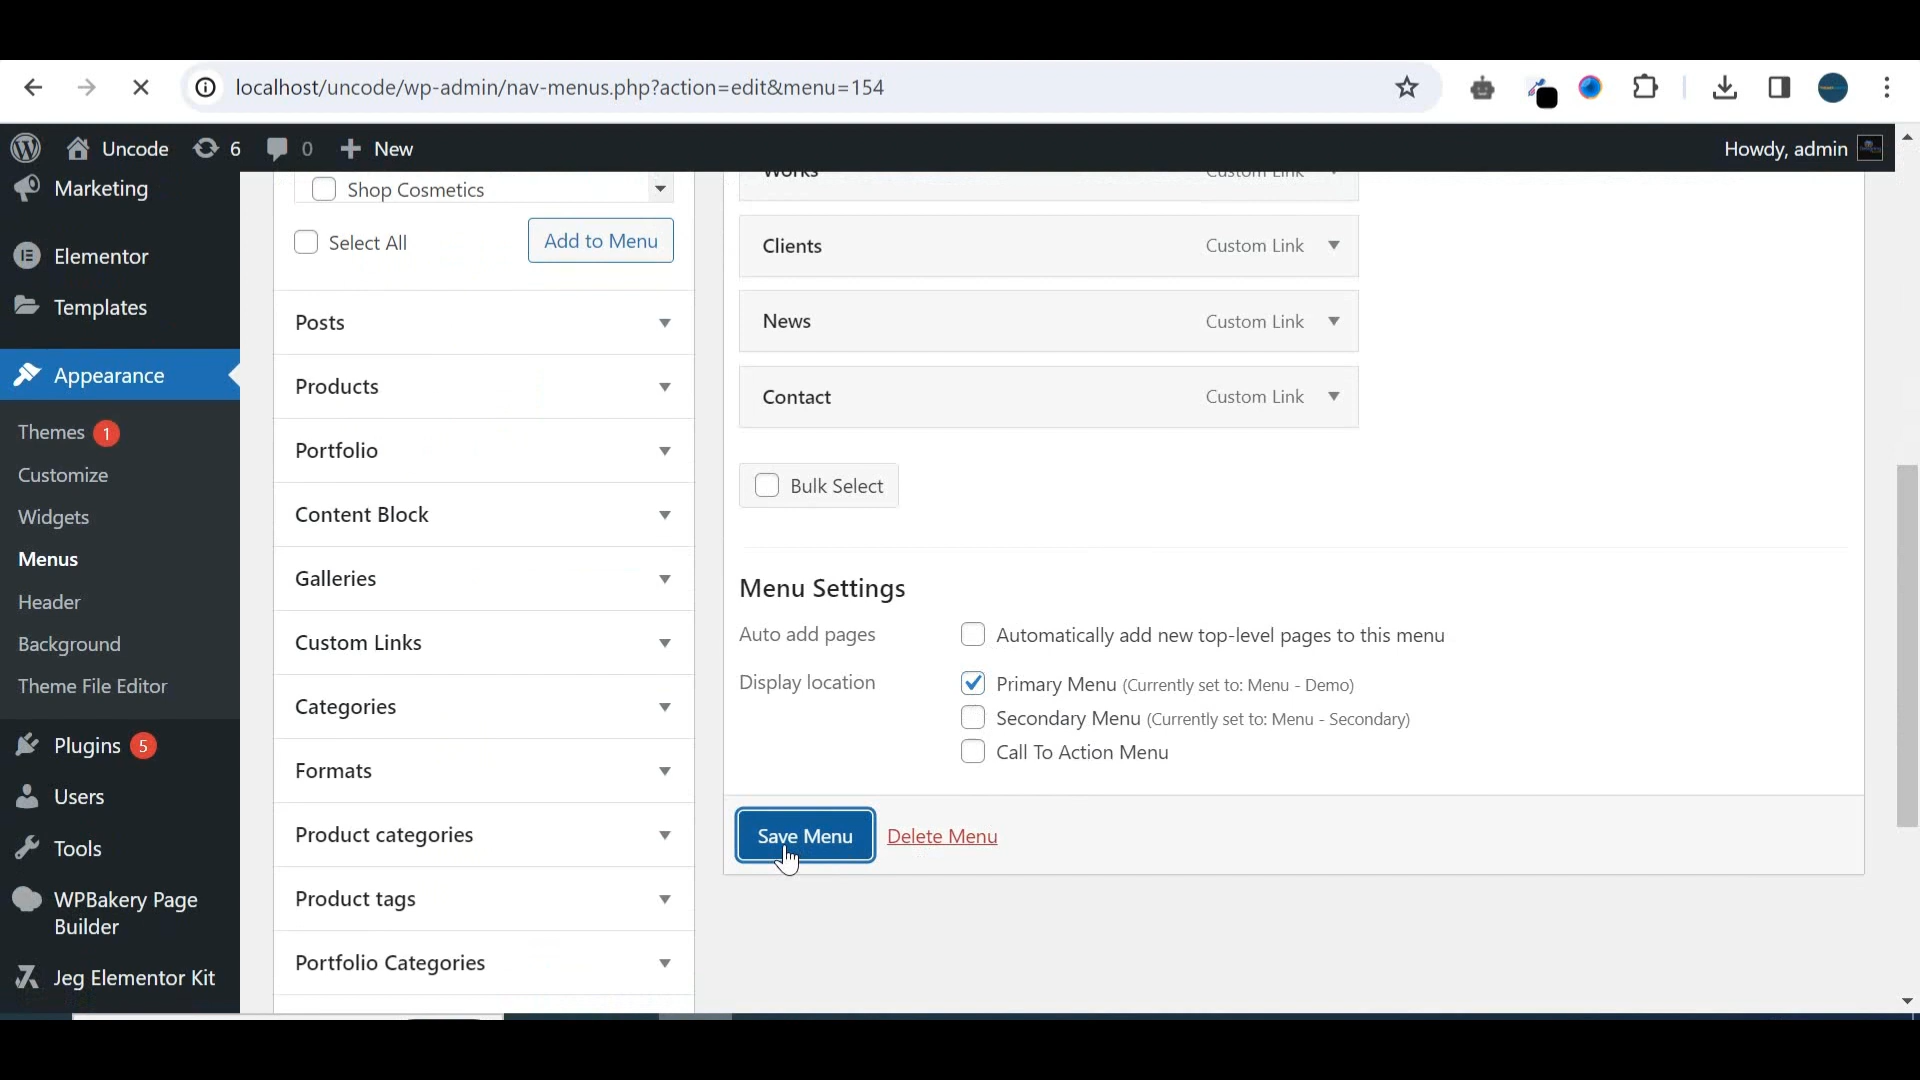 localhost/uncode/wp-admin/nav-menus.php?action=edit&menu=154
Uncode 6 0 New
Howdy, admin
Marketing
Elementor
Templates
Appearance
Themes 1
Customize
Widgets
Menus
Header
Background
Theme File Editor
Plugins 5
Users
Tools
WPBakery Page
Builder
Jeg Elementor Kit
Shop Cosmetics
Select All
Add to Menu
Posts
Products
Portfolio
Content Block
Galleries
Custom Links
Categories
Formats
Product categories
Product tags
Portfolio Categories
Works Custom Link
Clients Custom Link
News Custom Link
Contact Custom Link
Bulk Select
Menu Settings
Auto add pages Automatically add new top-level pages to this menu
Display location Primary Menu (Currently set to: Menu - Demo)
Secondary Menu (Currently set to: Menu - Secondary)
Call To Action Menu
Save Menu Delete Menu